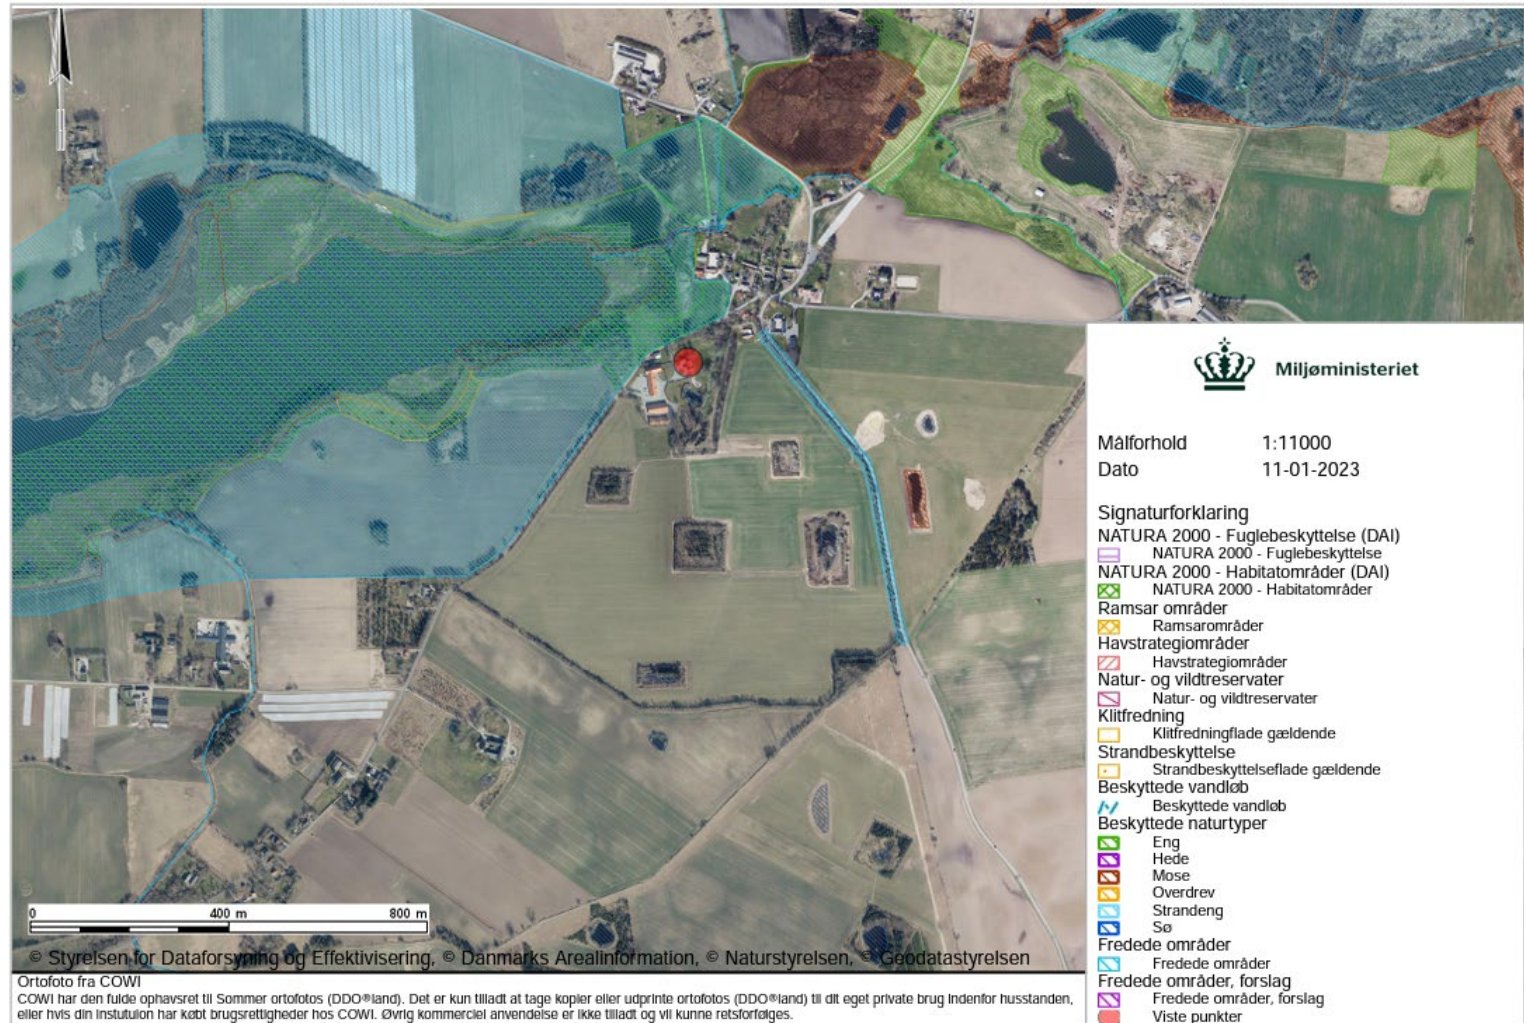 Miljøministeriet
Målforhold 1:11000
Dato 11-01-2023
Signaturforklaring
NATURA 2000 - Fuglebeskyttelse (DAI)
NATURA 2000 - Fuglebeskyttelse
NATURA 2000 - Habitatområder (DAI)
NATURA 2000 - Habitatområder
Ramsar områder
Ramsarområder
Havstrategiområder
Havstrategiområder
Natur- og vildtreservater
Natur- og vildtreservater
Klitfredning
Klitfredningflade gældende
Strandbeskyttelse
Strandbeskyttelseflade gældende
Beskyttede vandløb
Beskyttede vandløb
Beskyttede naturtyper
Eng
Hede
Mose
Overdrev
Strandeng
Sø
Fredede områder
Fredede områder
Fredede områder, forslag
Fredede områder, forslag
Viste punkter
0 400 m 800 m
© Styrelsen for Dataforsyning og Effektivisering, © Danmarks Arealinformation, © Naturstyrelsen, © Geodatastyrelsen
Ortofoto fra COWI
COWI har den fulde ophavsret til Sommer ortofotos (DDO®land). Det er kun tilladt at tage kopier eller udprinte ortofotos (DDO®land) til dit eget private brug indenfor husstanden,
eller hvis din instutuion har købt brugsrettigheder hos COWI. Øvrig kommerciel anvendelse er ikke tilladt og vil kunne retsforfølges.